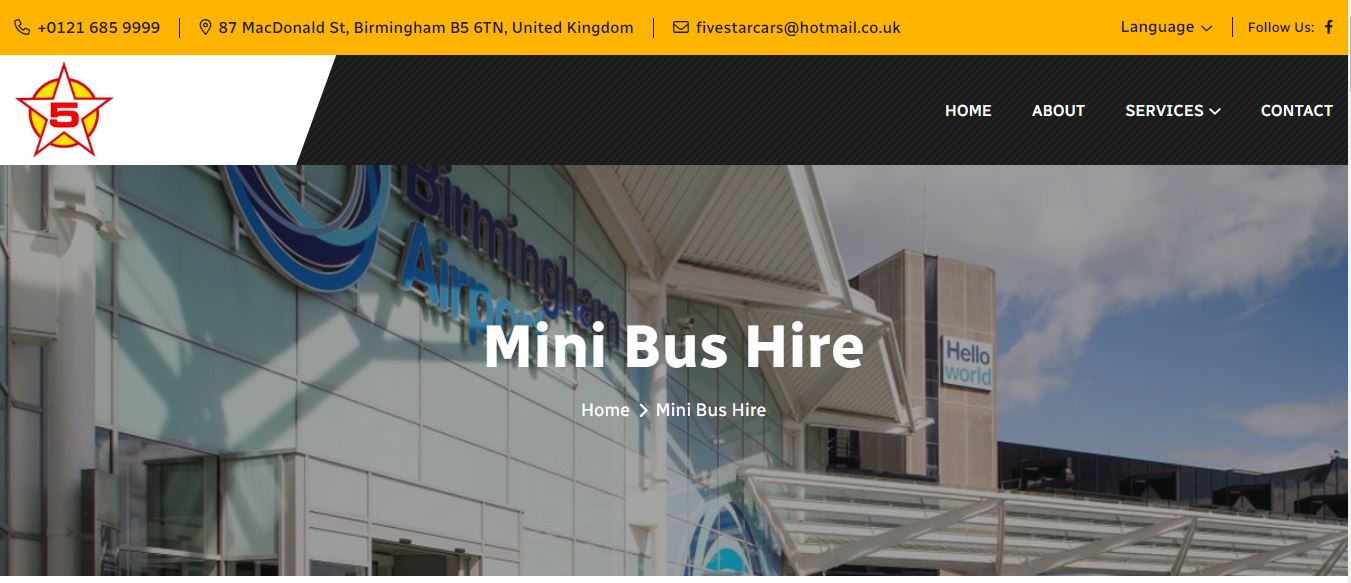 +0121 685 9999 87 MacDonald St, Birmingham B5 6TN, United Kingdom fivestarcars@hotmail.co.uk Language Follow Us:
5
HOME ABOUT SERVICES CONTACT
Birmingham
Airport
Mini Bus Hire
Hello
world
Home Mini Bus Hire